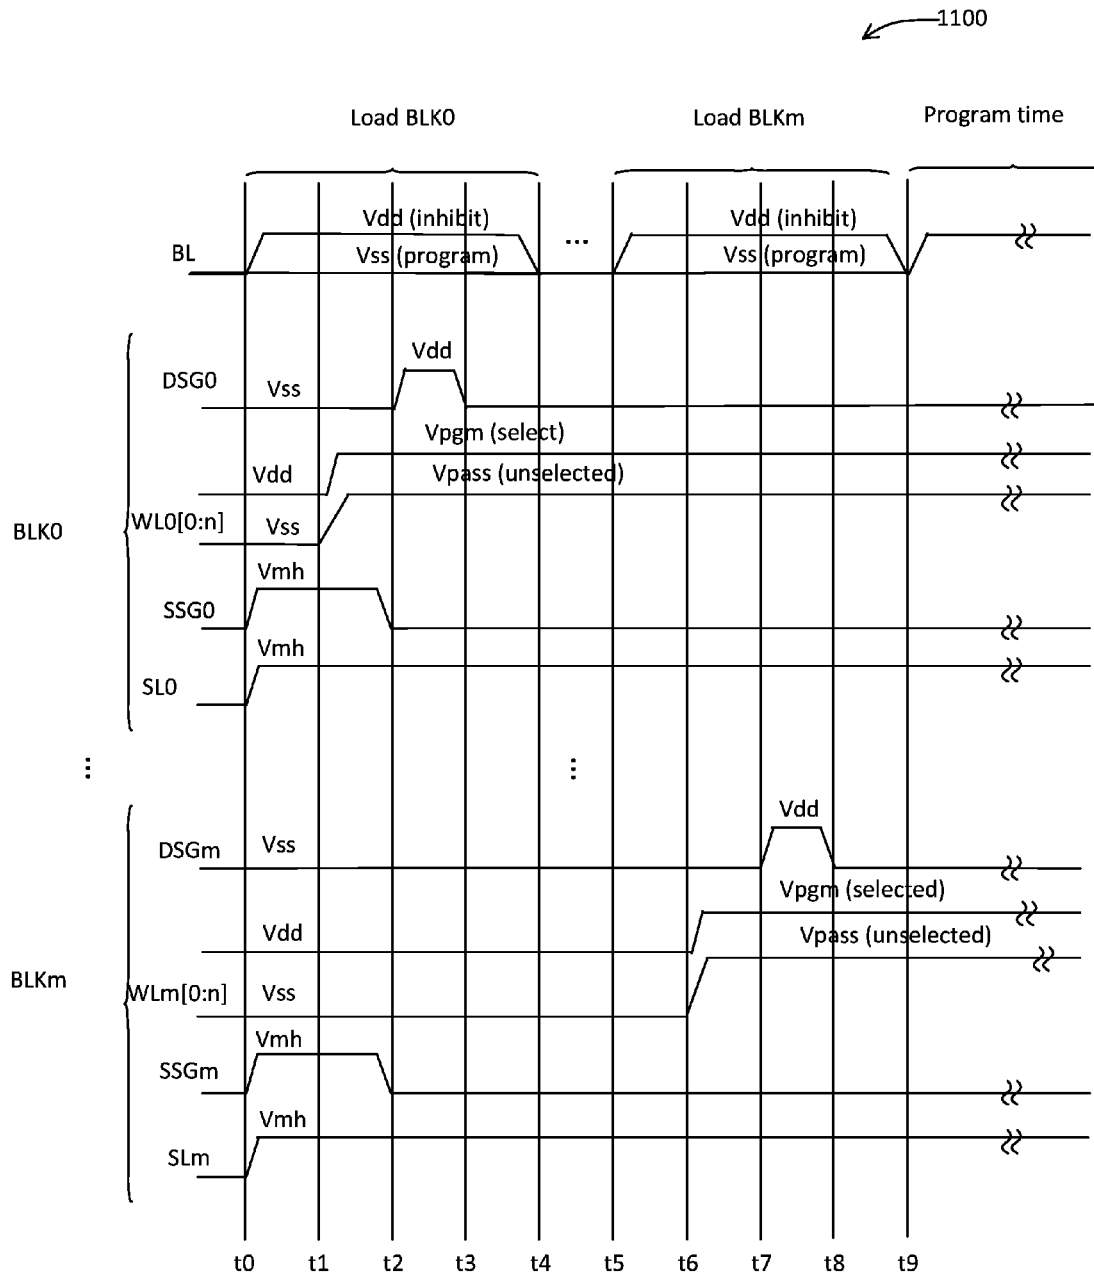 1100
Load BLK0
Load BLKm
Program time
Vdd (inhibit)
Vdd (inhibit)
BL
...
Vss (program)
Vss (program)
Vdd
DSG0
Vss
Vpgm (select)
Vdd
Vpass (unselected)
BLK0
WL0[0:n]
Vss
Vmh
SSG0
Vmh
SL0
...
...
Vdd
DSGm
Vss
Vpgm (selected)
Vdd
Vpass (unselected)
BLKm
WLm[0:n]
Vss
Vmh
SSGm
Vmh
SLm
t0 t1 t2 t3 t4 t5 t6 t7 t8 t9